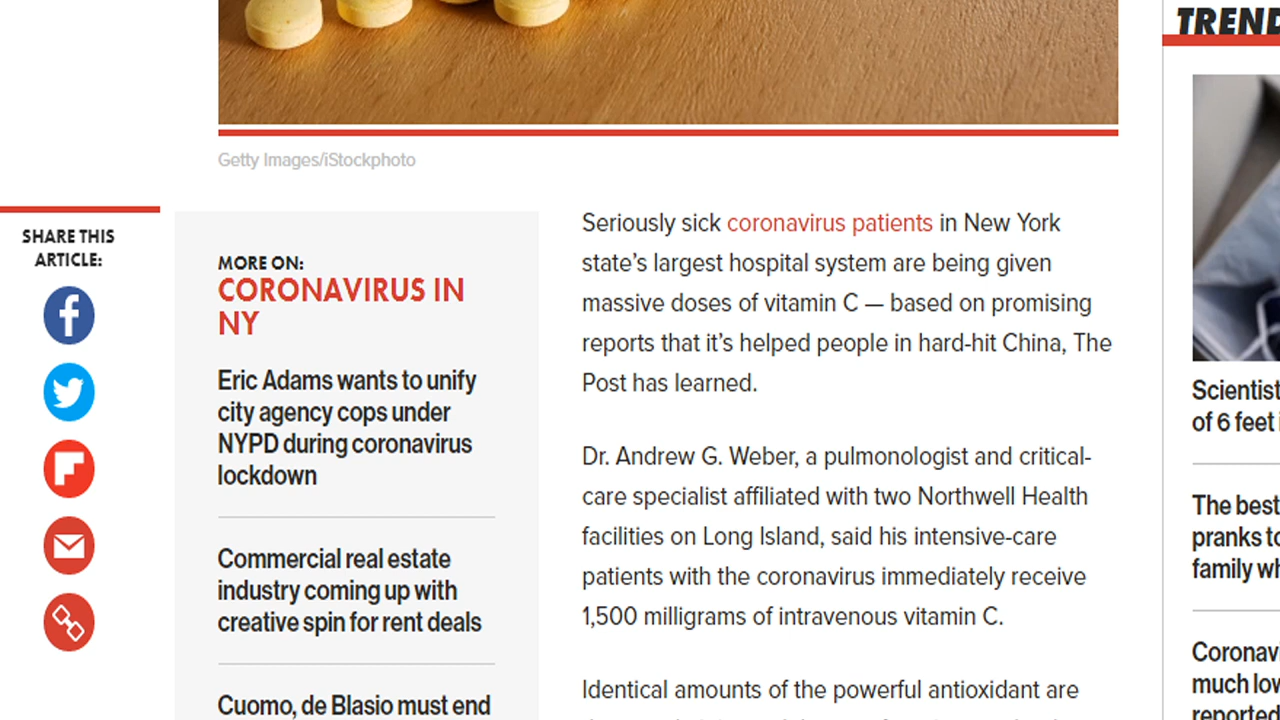 TREND
Getty Images/iStockphoto
SHARE THIS
ARTICLE:
MORE ON:
CORONAVIRUS IN
NY
Eric Adams wants to unify
city agency cops under
NYPD during coronavirus
lockdown
Commercial real estate
industry coming up with
creative spin for rent deals
Cuomo, de Blasio must end
Seriously sick coronavirus patients in New York
state's largest hospital system are being given
massive doses of vitamin C — based on promising
reports that it's helped people in hard-hit China, The
Post has learned.
Dr. Andrew G. Weber, a pulmonologist and critical-
care specialist affiliated with two Northwell Health
facilities on Long Island, said his intensive-care
patients with the coronavirus immediately receive
1,500 milligrams of intravenous vitamin C.
Identical amounts of the powerful antioxidant are
Scientist
of 6 feet
The best
pranks to
family wh
Coronavi
much low
reported